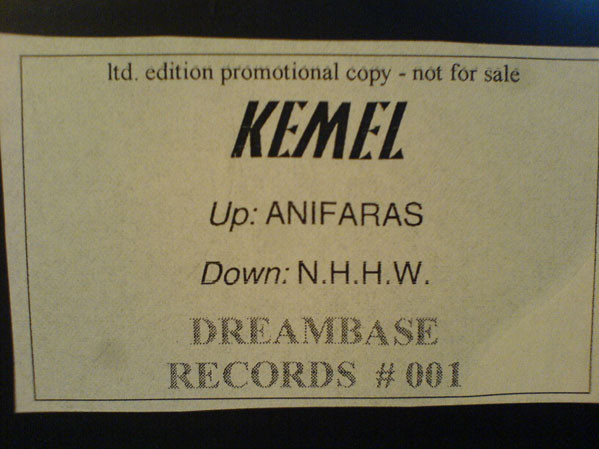 ltd. edition promotional copy - not for sale
KEMEL
Up: ANIFARAS
Down: N.H.H.W.
DREAMBASE
RECORDS # 001